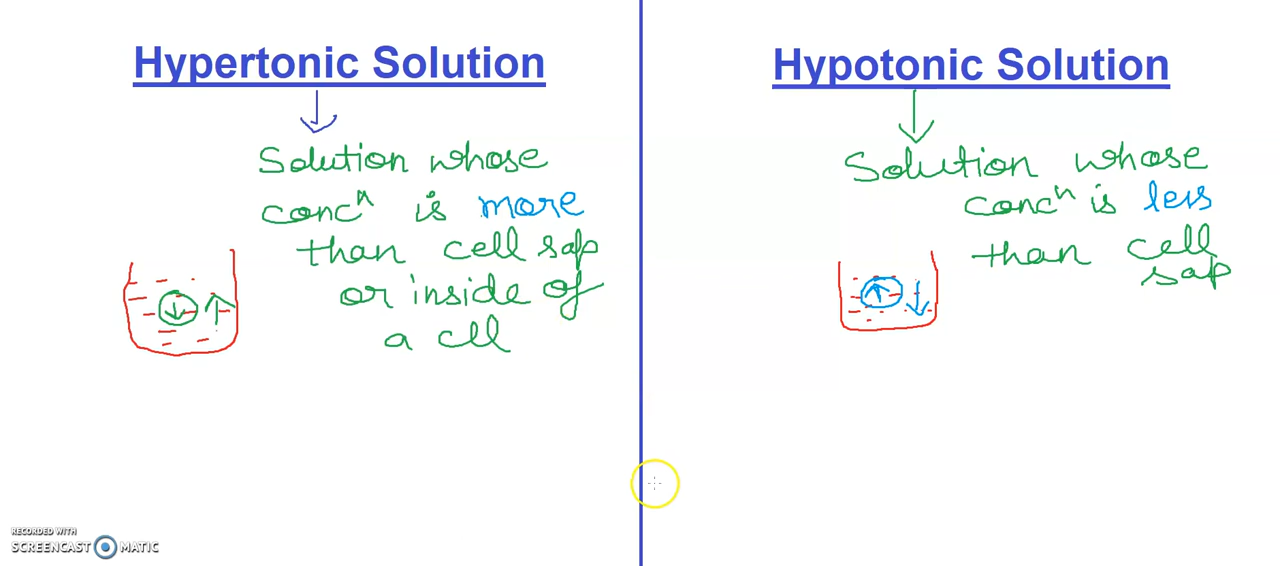 Hypertonic Solution
Solution whose
concⁿ is more
than cell sap
or inside of
a cell
Hypotonic Solution
Solution whose
concⁿ is less
than cell
sap
RECORDED WITH
SCREENCAST MATIC